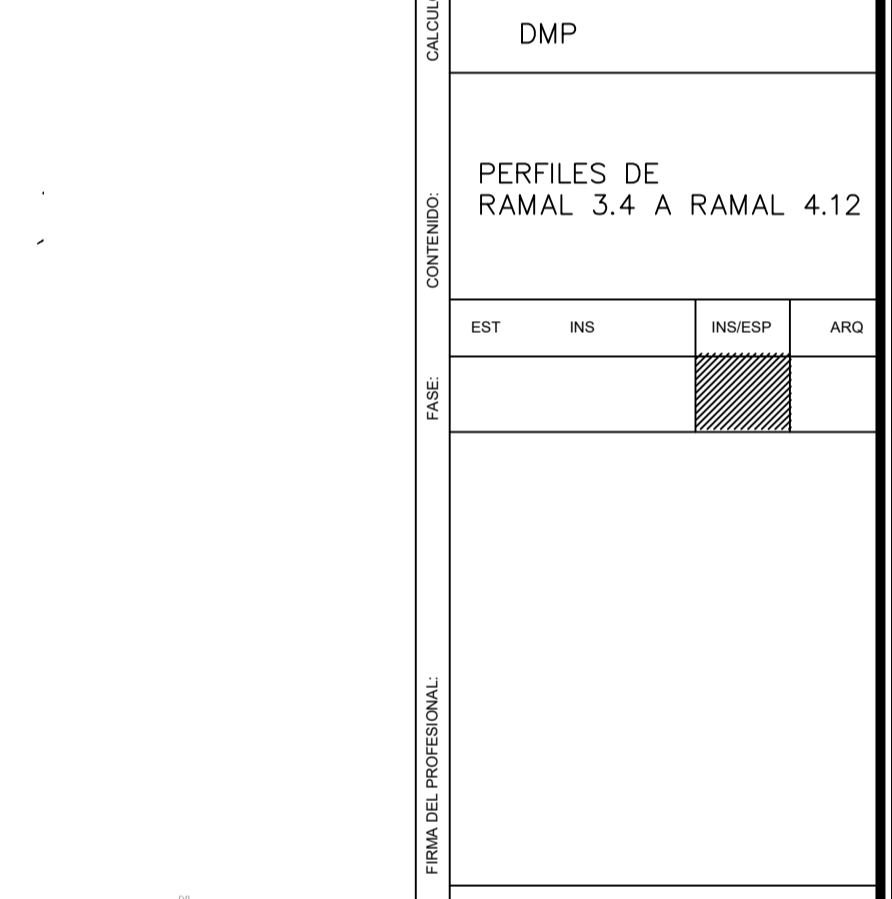 DMP
CONTENIDO:
PERFILES DE
RAMAL 3.4 A RAMAL 4.12
FASE:
EST INS INS/ESP ARQ
FIRMA DEL PROFESIONAL: